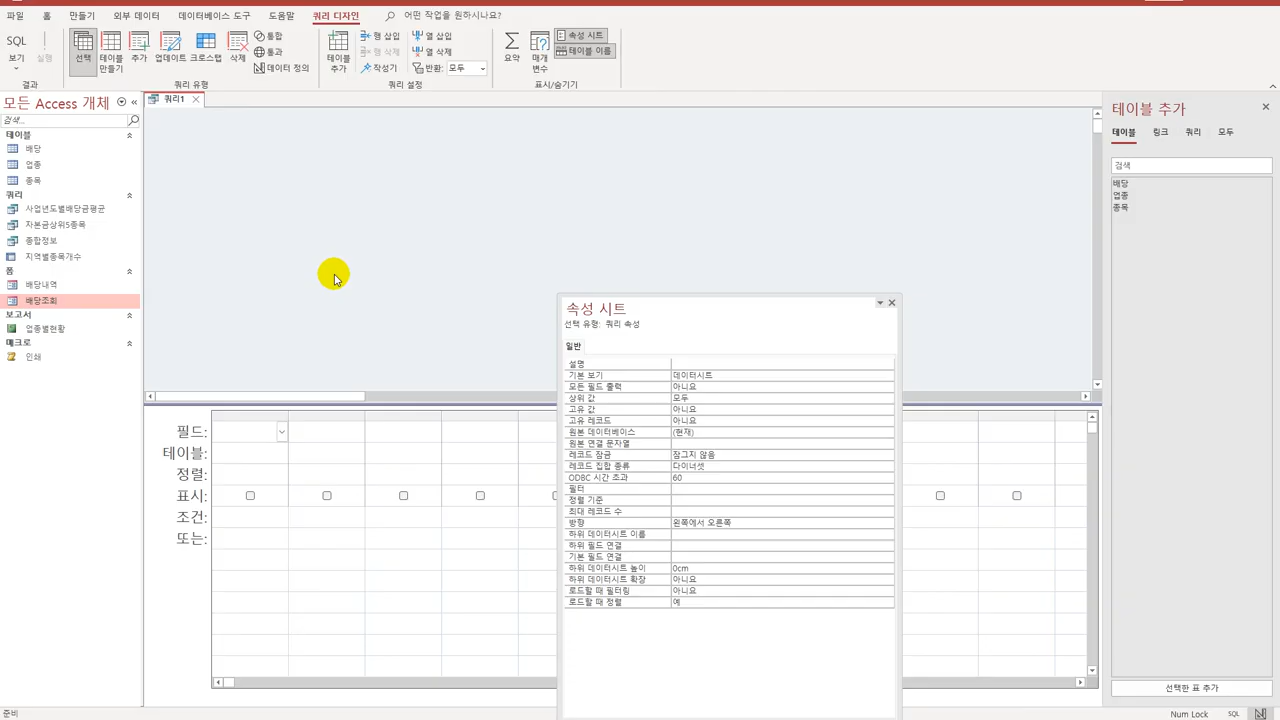 파일 홈 만들기 외부 데이터 데이터베이스 도구 도움말 쿼리 디자인 어떤 작업을 원하시나요?
SQL 보기
실행
선택
테이블 만들기
추가
업데이트
크로스탭
삭제
통합
통과
데이터 정의
테이블 추가
행 삽입
행 삭제
작성기
열 삽입
열 삭제
반환: 모두
요약
매개 변수
속성 시트
테이블 이름
결과 쿼리 유형 쿼리 설정 표시/숨기기
모든 Access 개체
검색...
테이블
배당
업종
종목
쿼리
사업년도별배당금평균
자본금상위5종목
종합정보
지역별종목개수
폼
배당내역
배당조회
보고서
업종별현황
매크로
인쇄
쿼리1
필드:
테이블:
정렬:
표시:
조건:
또는:
속성 시트
선택 유형: 쿼리 속성
일반
설명
기본 보기 데이터시트
모든 필드 출력 아니요
상위 값 모두
고유 값 아니요
고유 레코드 아니요
원본 데이터베이스 (현재)
원본 연결 문자열
레코드 잠금 잠그지 않음
레코드 집합 종류 다이너셋
ODBC 시간 초과 60
필터
정렬 기준
최대 레코드 수
방향 왼쪽에서 오른쪽
하위 데이터시트 이름
하위 필드 연결
기본 필드 연결
하위 데이터시트 높이 0cm
하위 데이터시트 확장 아니요
로드할 때 필터링 아니요
로드할 때 정렬 예
테이블 추가
테이블 링크 쿼리 모두
검색
배당
업종
종목
선택한 표 추가
준비
Num Lock SQL